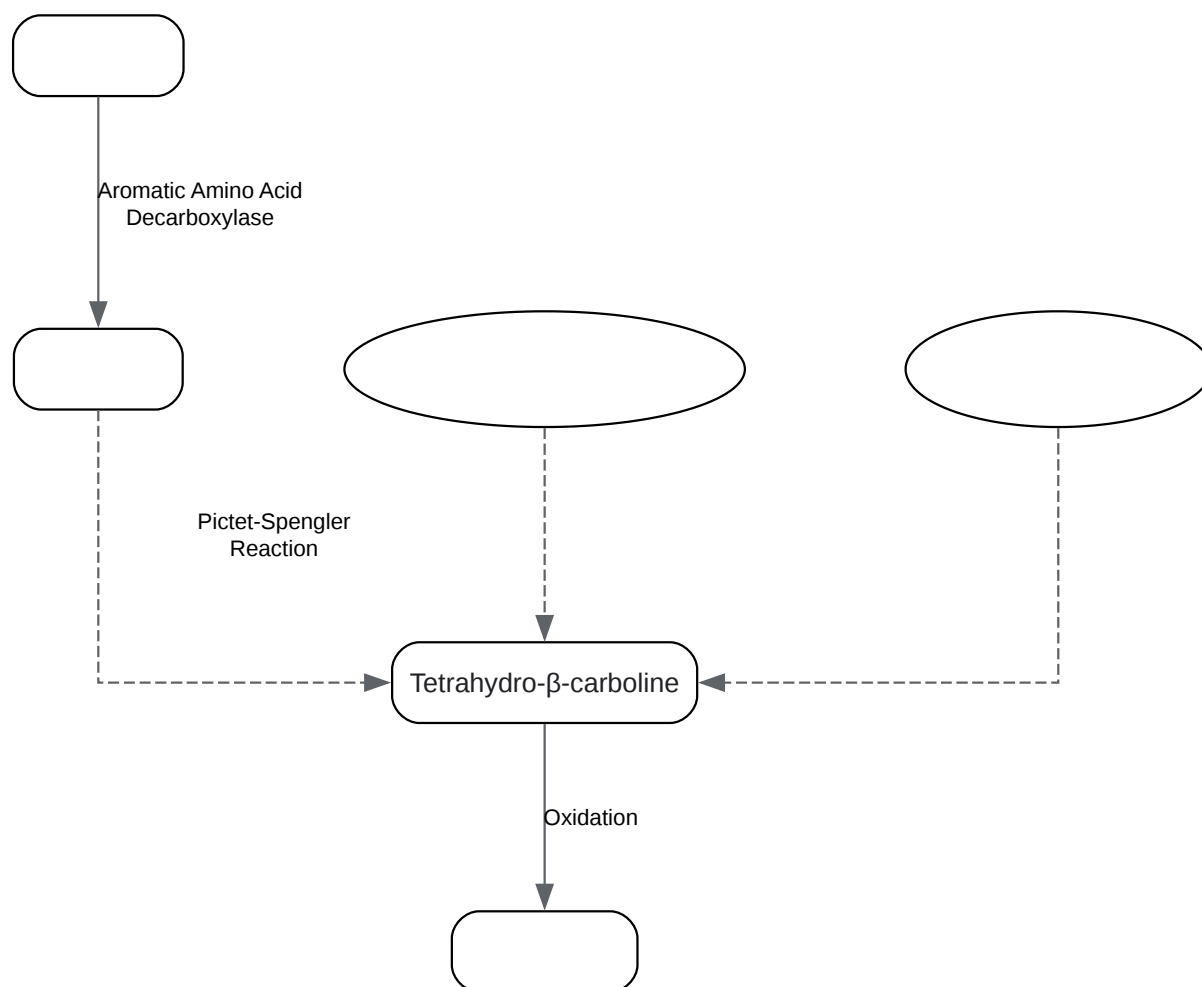 Aromatic Amino Acid
Decarboxylase
Pictet-Spengler
Reaction
Tetrahydro-β-carboline
Oxidation